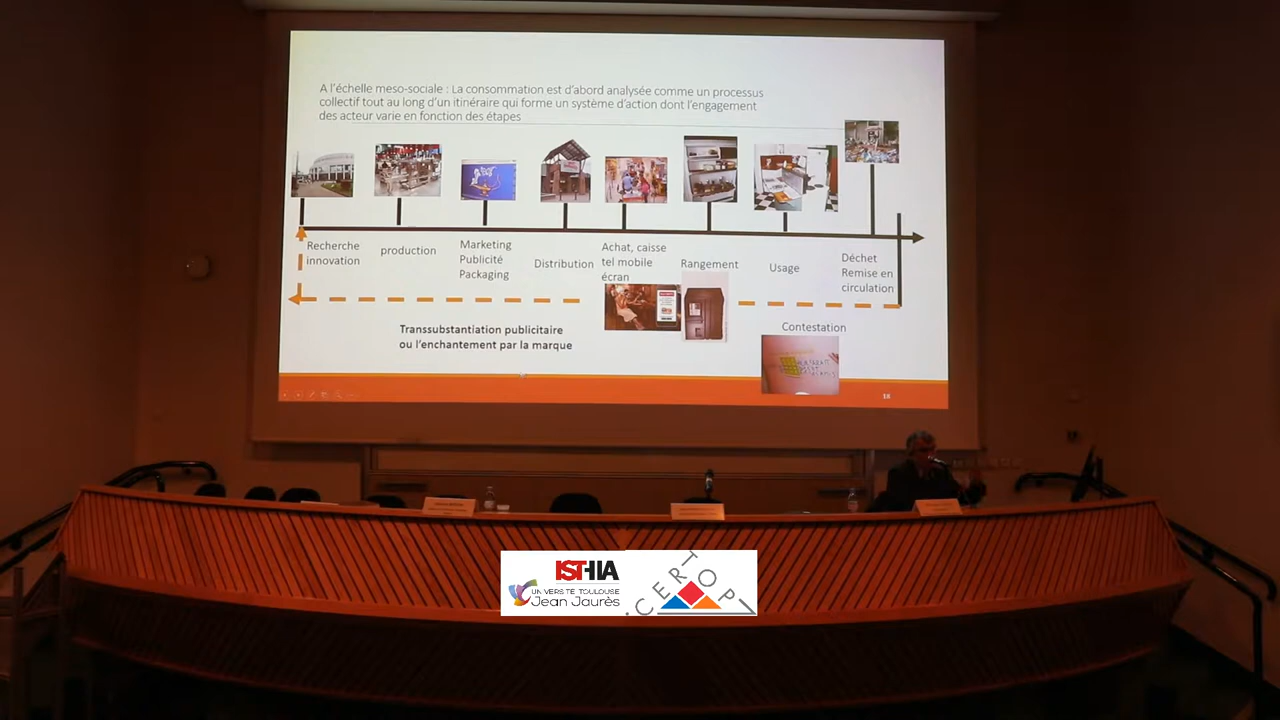 A l'échelle meso-sociale : La consommation est d'abord analysée comme un processus
collectif tout au long d'un itinéraire qui forme un système d'action dont l'engagement
des acteur varie en fonction des étapes
Recherche
innovation
production
Marketing
Publicité
Packaging
Distribution
Achat, caisse
tel mobile
écran
Rangement
Usage
Déchet
Remise en
circulation
Transsubstantiation publicitaire
ou l'enchantement par la marque
Contestation
18
ISTHIA
UNIVERSITÉ TOULOUSE
Jean Jaurès
CERTOP